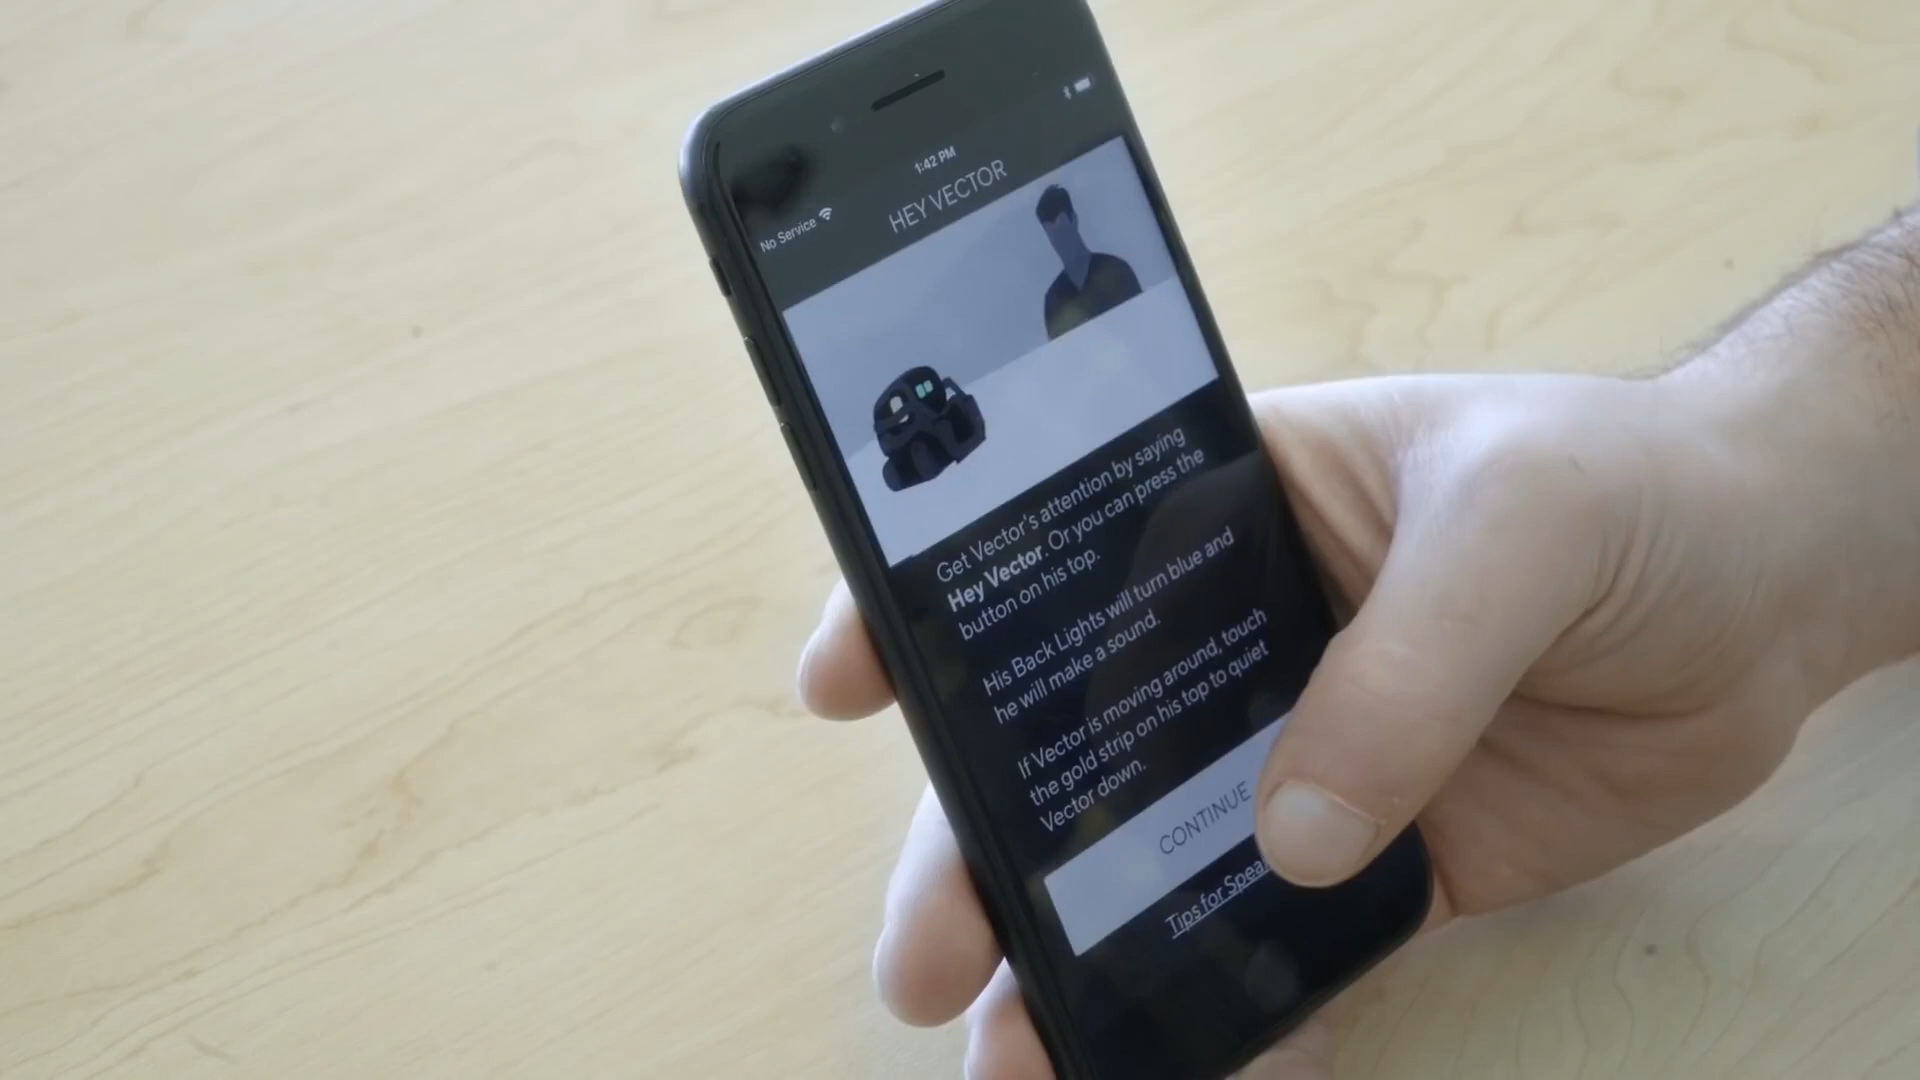 1:42 PM
No Service
HEY VECTOR
Get Vector's attention by saying
Hey Vector. Or you can press the
button on his top.
His Back Lights will turn blue and
he will make a sound.
If Vector is moving around, touch
the gold strip on his top to quiet
Vector down.
CONTINUE
Tips for